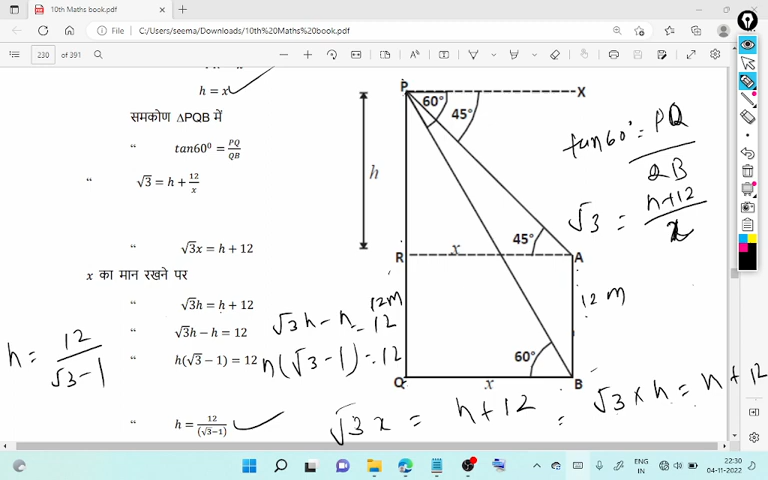 10th Maths book.pdf
File | C:/Users/seema/Downloads/10th%20Maths%20book.pdf
230 of 391
h = x
समकोण ΔPQB में
" tan60⁰ = PQ/QB
" √3 = h + 12/x
" √3x = h + 12
x का मान रखने पर
" √3h = h + 12
" √3h − h = 12
" h(√3 − 1) = 12
" h = 12/(√3−1)
P
X
60°
45°
h
R
x
45°
A
12m
12 m
60°
Q
x
B
tan60° = PQ/QB
√3 = h+12/x
√3h - h = 12
h(√3-1) = 12
h = 12/√3-1
√3x = h+12 = √3×h = h+12
ENG
IN
22:30
04-11-2022